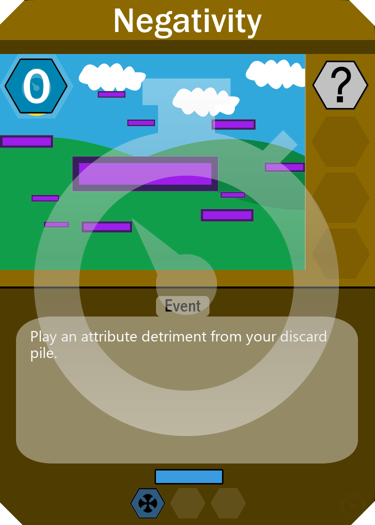 Negativity
0
?
Event
Play an attribute detriment from your discard
pile.